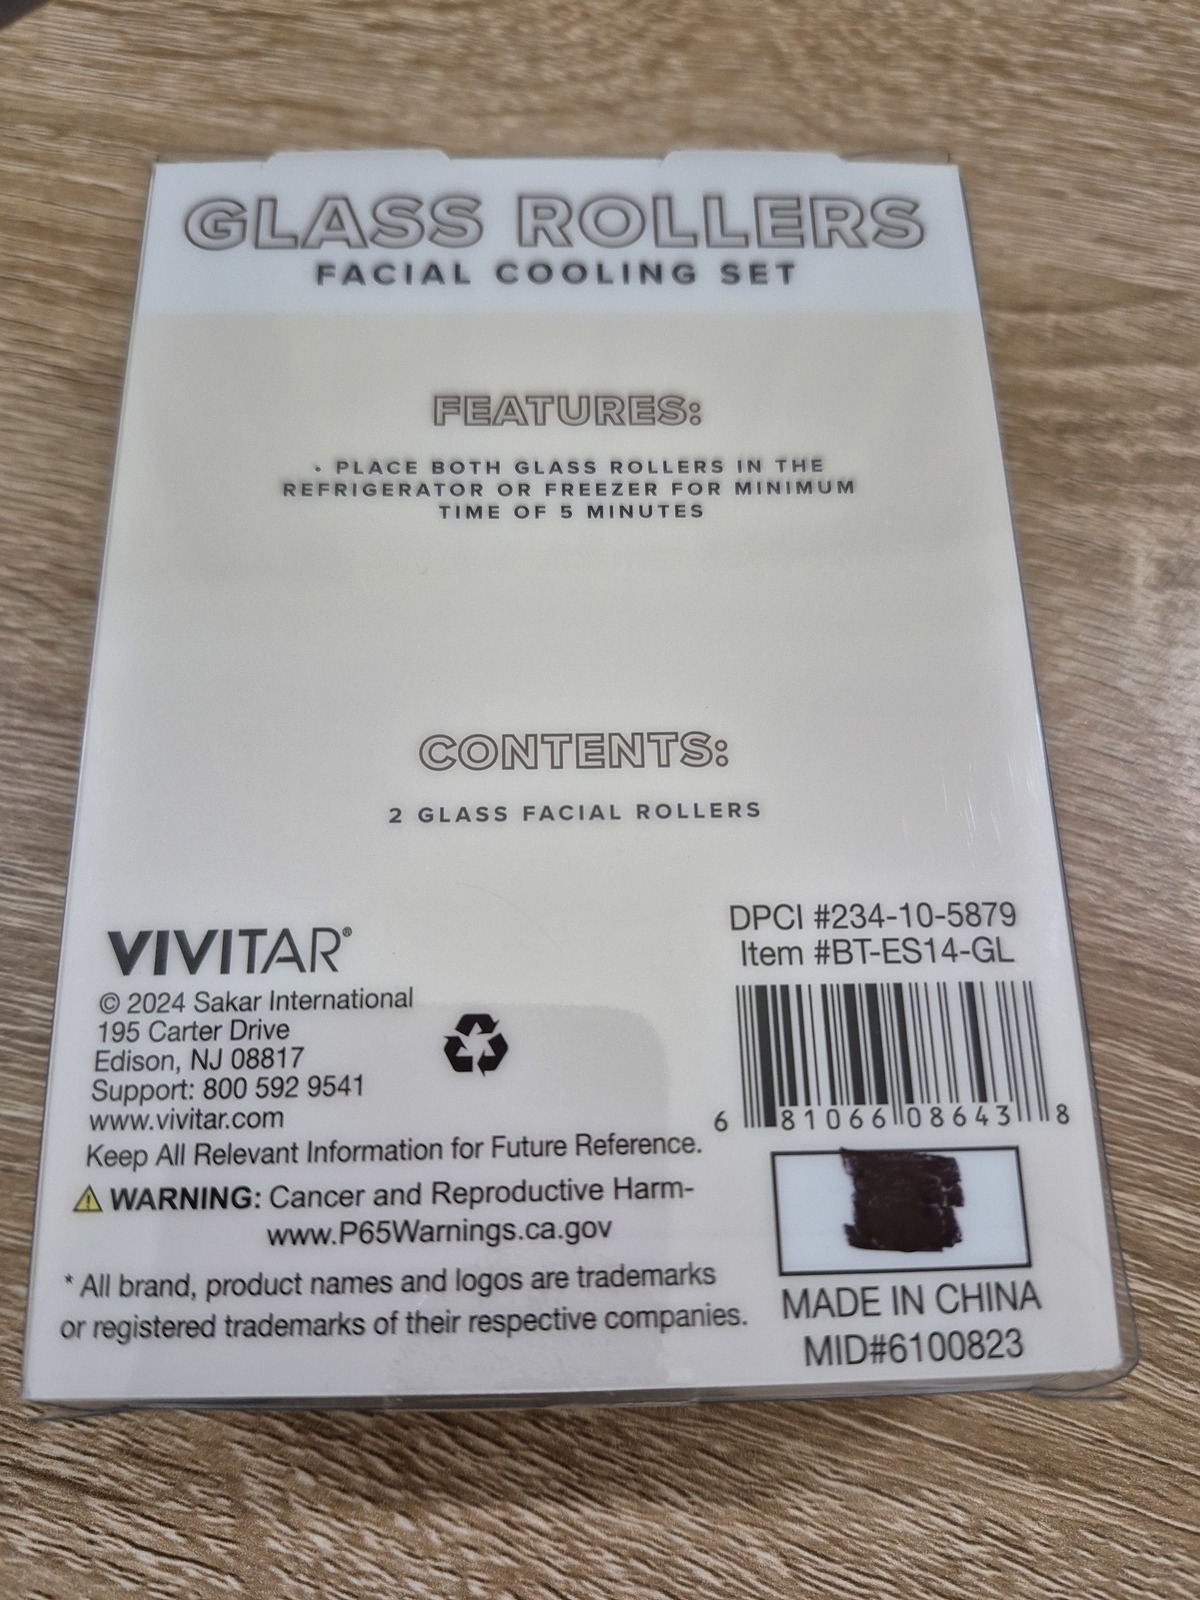 GLASS ROLLERS
FACIAL COOLING SET
FEATURES:
• PLACE BOTH GLASS ROLLERS IN THE
REFRIGERATOR OR FREEZER FOR MINIMUM
TIME OF 5 MINUTES
CONTENTS:
2 GLASS FACIAL ROLLERS
VIVITAR®
© 2024 Sakar International
195 Carter Drive
Edison, NJ 08817
Support: 800 592 9541
www.vivitar.com
Keep All Relevant Information for Future Reference.
WARNING: Cancer and Reproductive Harm-
www.P65Warnings.ca.gov
* All brand, product names and logos are trademarks
or registered trademarks of their respective companies.
DPCI #234-10-5879
Item #BT-ES14-GL
6 81066 08643 8
MADE IN CHINA
MID#6100823